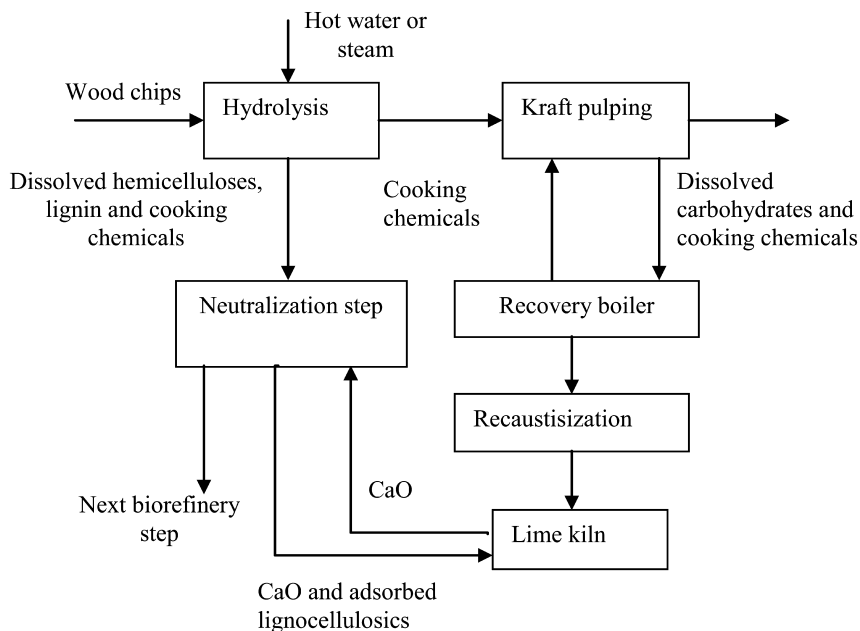 Hot water or
steam
Wood chips
Hydrolysis
Kraft pulping
Dissolved hemicelluloses,
lignin and cooking
chemicals
Cooking
chemicals
Dissolved
carbohydrates and
cooking chemicals
Neutralization step
Recovery boiler
Recaustisization
Next biorefinery
step
CaO
Lime kiln
CaO and adsorbed
lignocellulosics